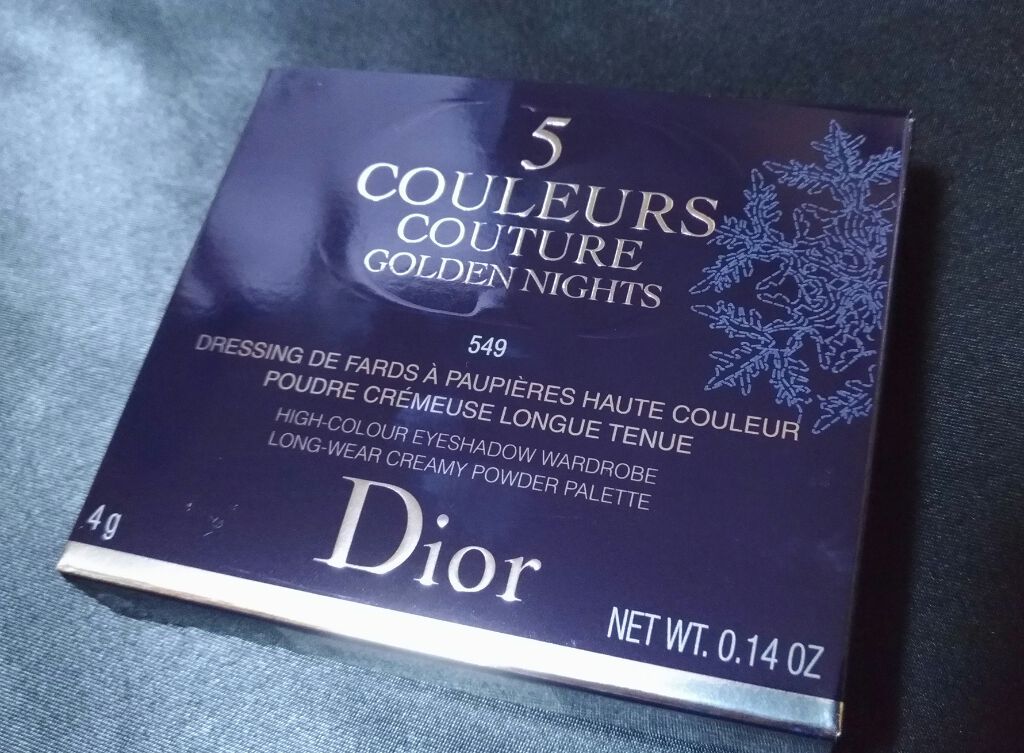 5
COULEURS
COUTURE
GOLDEN NIGHTS
549
DRESSING DE FARDS À PAUPIÈRES HAUTE COULEUR
POUDRE CRÉMEUSE LONGUE TENUE
HIGH-COLOUR EYESHADOW WARDROBE
LONG-WEAR CREAMY POWDER PALETTE
4 g
Dior
NET WT. 0.14 OZ